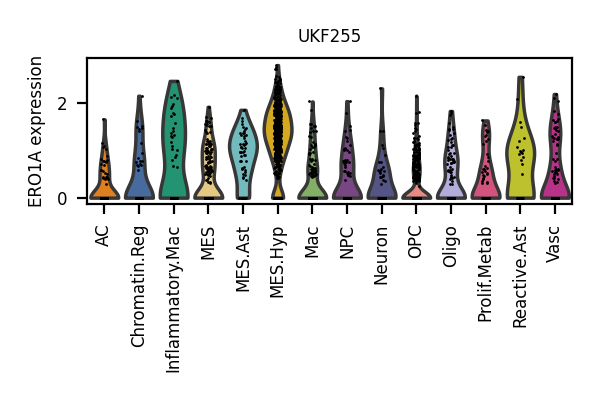 UKF255
ERO1A expression
2
0
AC
Chromatin.Reg
Inflammatory.Mac
MES
MES.Ast
MES.Hyp
Mac
NPC
Neuron
OPC
Oligo
Prolif.Metab
Reactive.Ast
Vasc